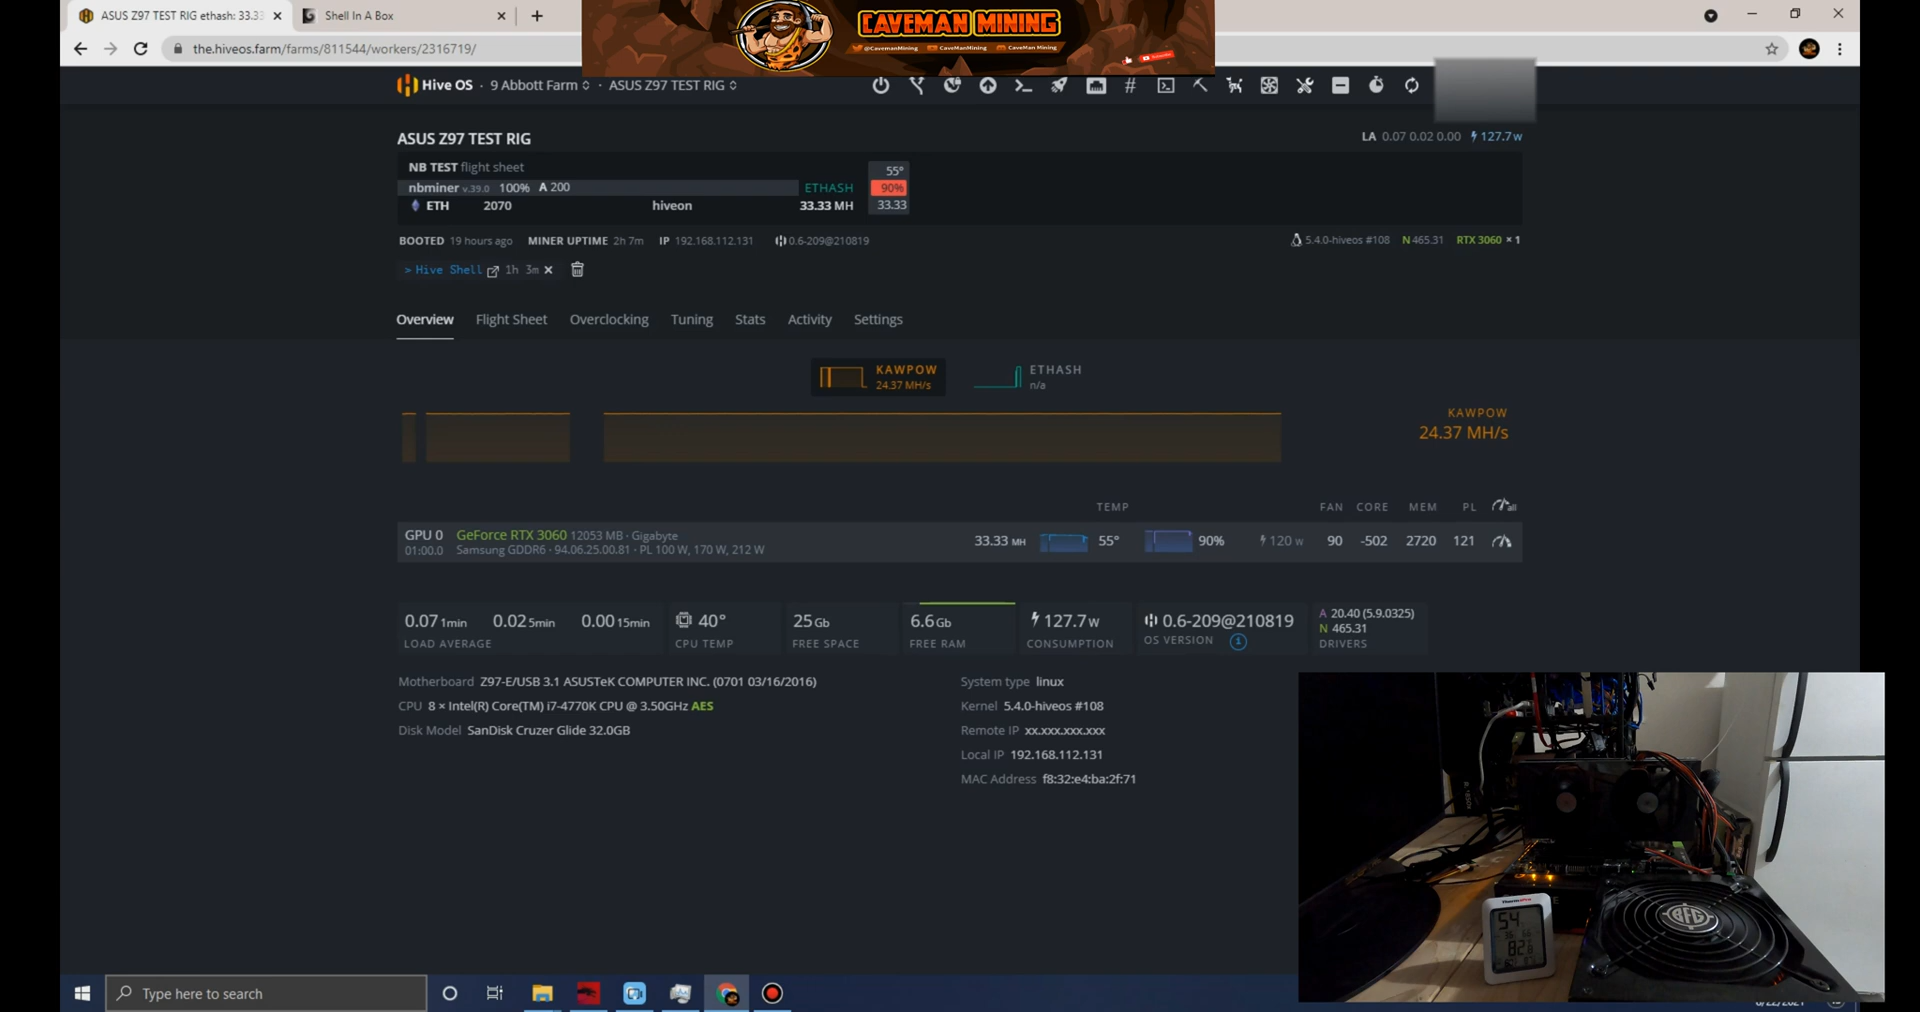 ASUS Z97 TEST RIG ethash: 33.33
Shell In A Box
CAVEMAN MINING
@CavemanMining CaveManMining CaveMan Mining
the.hiveos.farm/farms/811544/workers/2316719/
Hive OS · 9 Abbott Farm · ASUS Z97 TEST RIG
ASUS Z97 TEST RIG
LA 0.07 0.02 0.00 127.7 w
NB TEST flight sheet
55°
nbminer v.39.0 100% A 200 ETHASH 90%
ETH 2070 hiveon 33.33 MH 33.33
BOOTED 19 hours ago MINER UPTIME 2h 7m IP 192.168.112.131 0.6-209@210819
5.4.0-hiveos #108 N 465.31 RTX 3060 × 1
> Hive Shell 1h 3m ×
Overview Flight Sheet Overclocking Tuning Stats Activity Settings
KAWPOW
24.37 MH/s
ETHASH
n/a
KAWPOW
24.37 MH/s
TEMP FAN CORE MEM PL
GPU 0 GeForce RTX 3060 12053 MB · Gigabyte
01:00.0 Samsung GDDR6 · 94.06.25.00.81 · PL 100 W, 170 W, 212 W
33.33 MH 55° 90% 120 W 90 -502 2720 121
0.07 1min 0.02 5min 0.00 15min
LOAD AVERAGE
40°
CPU TEMP
25 Gb
FREE SPACE
6.6 Gb
FREE RAM
127.7 W
CONSUMPTION
0.6-209@210819
OS VERSION
A 20.40 (5.9.0325)
N 465.31
DRIVERS
Motherboard Z97-E/USB 3.1 ASUSTeK COMPUTER INC. (0701 03/16/2016)
CPU 8 × Intel(R) Core(TM) i7-4770K CPU @ 3.50GHz AES
Disk Model SanDisk Cruzer Glide 32.0GB
System type linux
Kernel 5.4.0-hiveos #108
Remote IP xx.xxx.xxx.xxx
Local IP 192.168.112.131
MAC Address f8:32:e4:ba:2f:71
ThermoPro
54
BFG
Type here to search